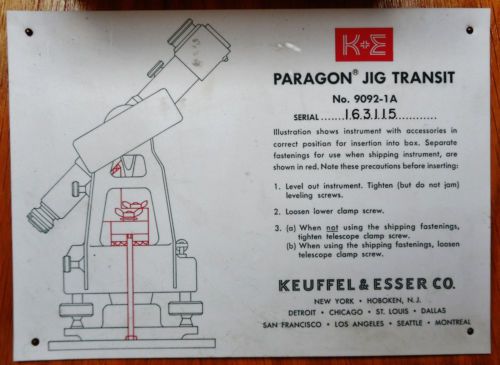 K+E
PARAGON® JIG TRANSIT
No. 9092-1A
SERIAL......163115............
Illustration shows instrument with accessories in
correct position for insertion into box. Separate
fastenings for use when shipping instrument, are
shown in red. Note these precautions before inserting:
1. Level out instrument. Tighten (but do not jam)
leveling screws.
2. Loosen lower clamp screw.
3. (a) When not using the shipping fastenings,
tighten telescope clamp screw.
(b) When using the shipping fastenings, loosen
telescope clamp screw.
KEUFFEL & ESSER CO.
NEW YORK • HOBOKEN, N. J.
DETROIT • CHICAGO • ST. LOUIS • DALLAS
SAN FRANCISCO • LOS ANGELES • SEATTLE • MONTREAL